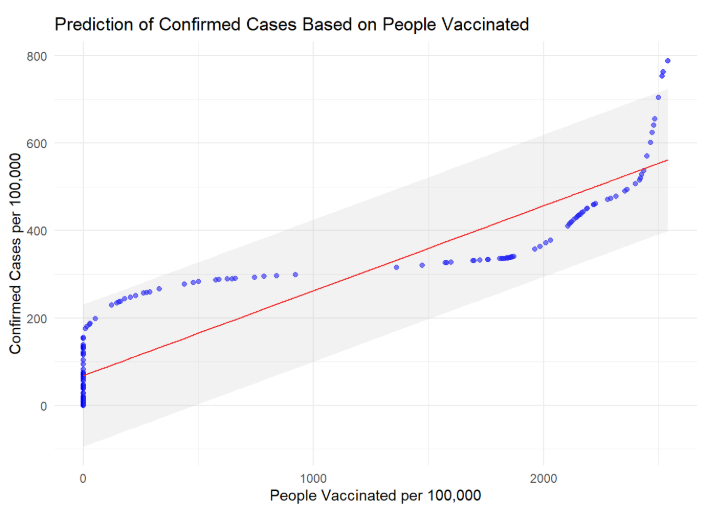 Prediction of Confirmed Cases Based on People Vaccinated
800
600
400
200
0
Confirmed Cases per 100,000
0 1000 2000
People Vaccinated per 100,000